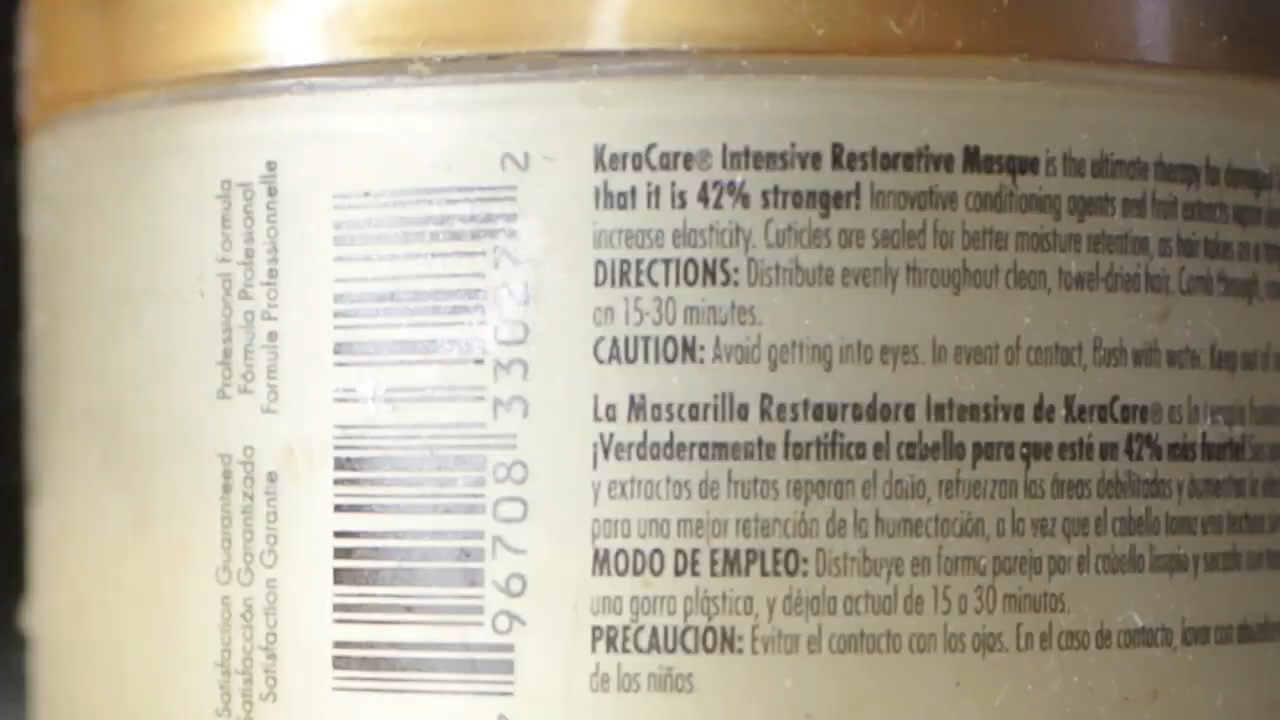 Professional Formula
Fórmula Profesional
Formule Professionnelle
Satisfaction Guaranteed
Satisfacción Garantizada
Satisfaction Garantie
2
96708 33027
KeraCare® Intensive Restorative Masque is the ultimate therapy for
that it is 42% stronger! Innovative conditioning agents and fruit extracts
increase elasticity. Cuticles are sealed for better moisture retention, as hair takes on a
DIRECTIONS: Distribute evenly throughout clean, towel-dried hair. Comb through,
on 15-30 minutes.
CAUTION: Avoid getting into eyes. In event of contact, flush with water. Keep out of
La Mascarilla Restauradora Intensiva de KeraCare® es la terapia
¡Verdaderamente fortifica el cabello para que esté un 42% más fuerte!
y extractos de frutas reparan el daño, refuerzan las áreas debilitadas y
para una mejor retención de la humectación, a la vez que el cabello toma una
MODO DE EMPLEO: Distribuye en forma pareja por el cabello limpio y secado con
una gorra plástica, y déjala actual de 15 a 30 minutos.
PRECAUCIÓN: Evitar el contacto con los ojos. En el caso de contacto, lavar con
de los niños.